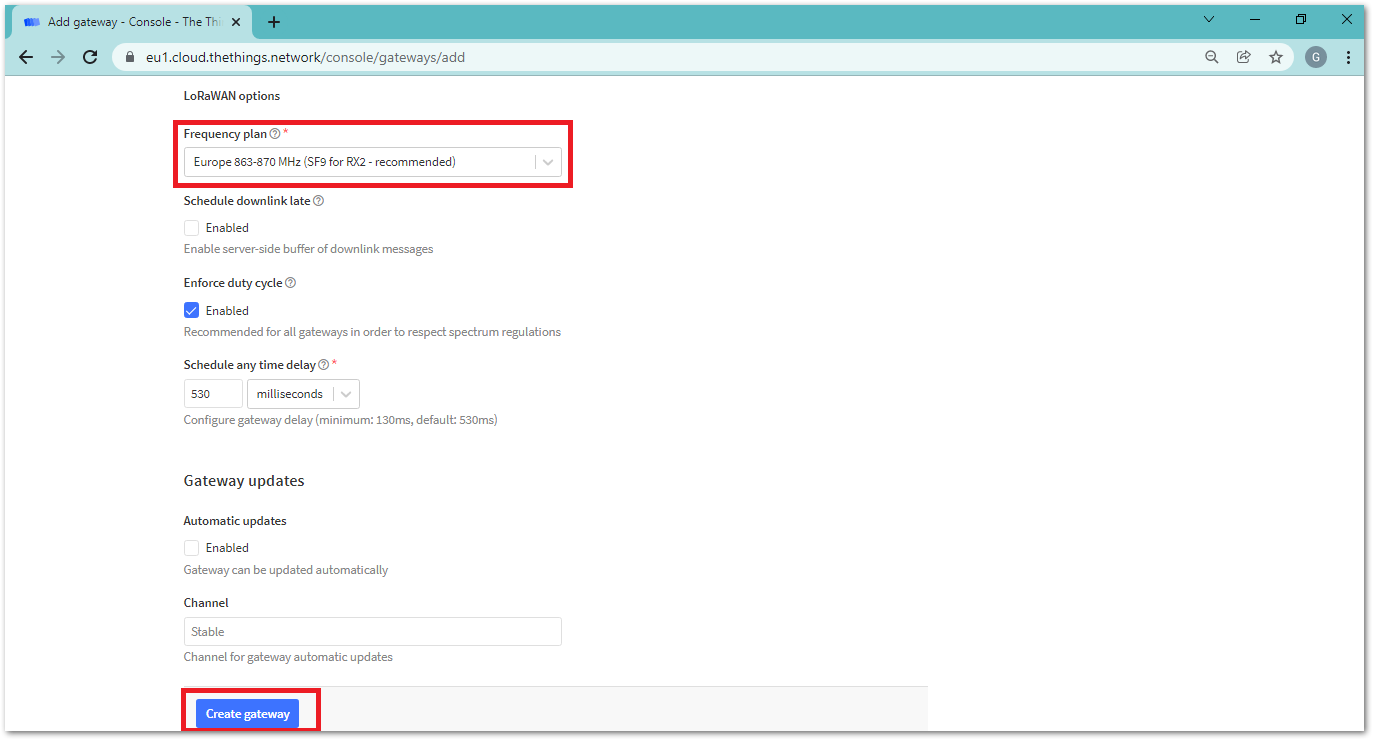 Add gateway - Console - The Thi
eu1.cloud.thethings.network/console/gateways/add
G
LoRaWAN options
Frequency plan ? *
Europe 863-870 MHz (SF9 for RX2 - recommended)
Schedule downlink late ?
Enabled
Enable server-side buffer of downlink messages
Enforce duty cycle ?
Enabled
Recommended for all gateways in order to respect spectrum regulations
Schedule any time delay ? *
530 milliseconds
Configure gateway delay (minimum: 130ms, default: 530ms)
Gateway updates
Automatic updates
Enabled
Gateway can be updated automatically
Channel
Stable
Channel for gateway automatic updates
Create gateway